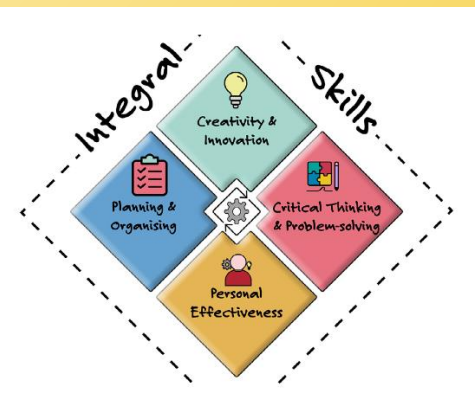 Integral Skills
Creativity &
Innovation
Planning &
Organising
Critical Thinking
& Problem-solving
Personal
Effectiveness